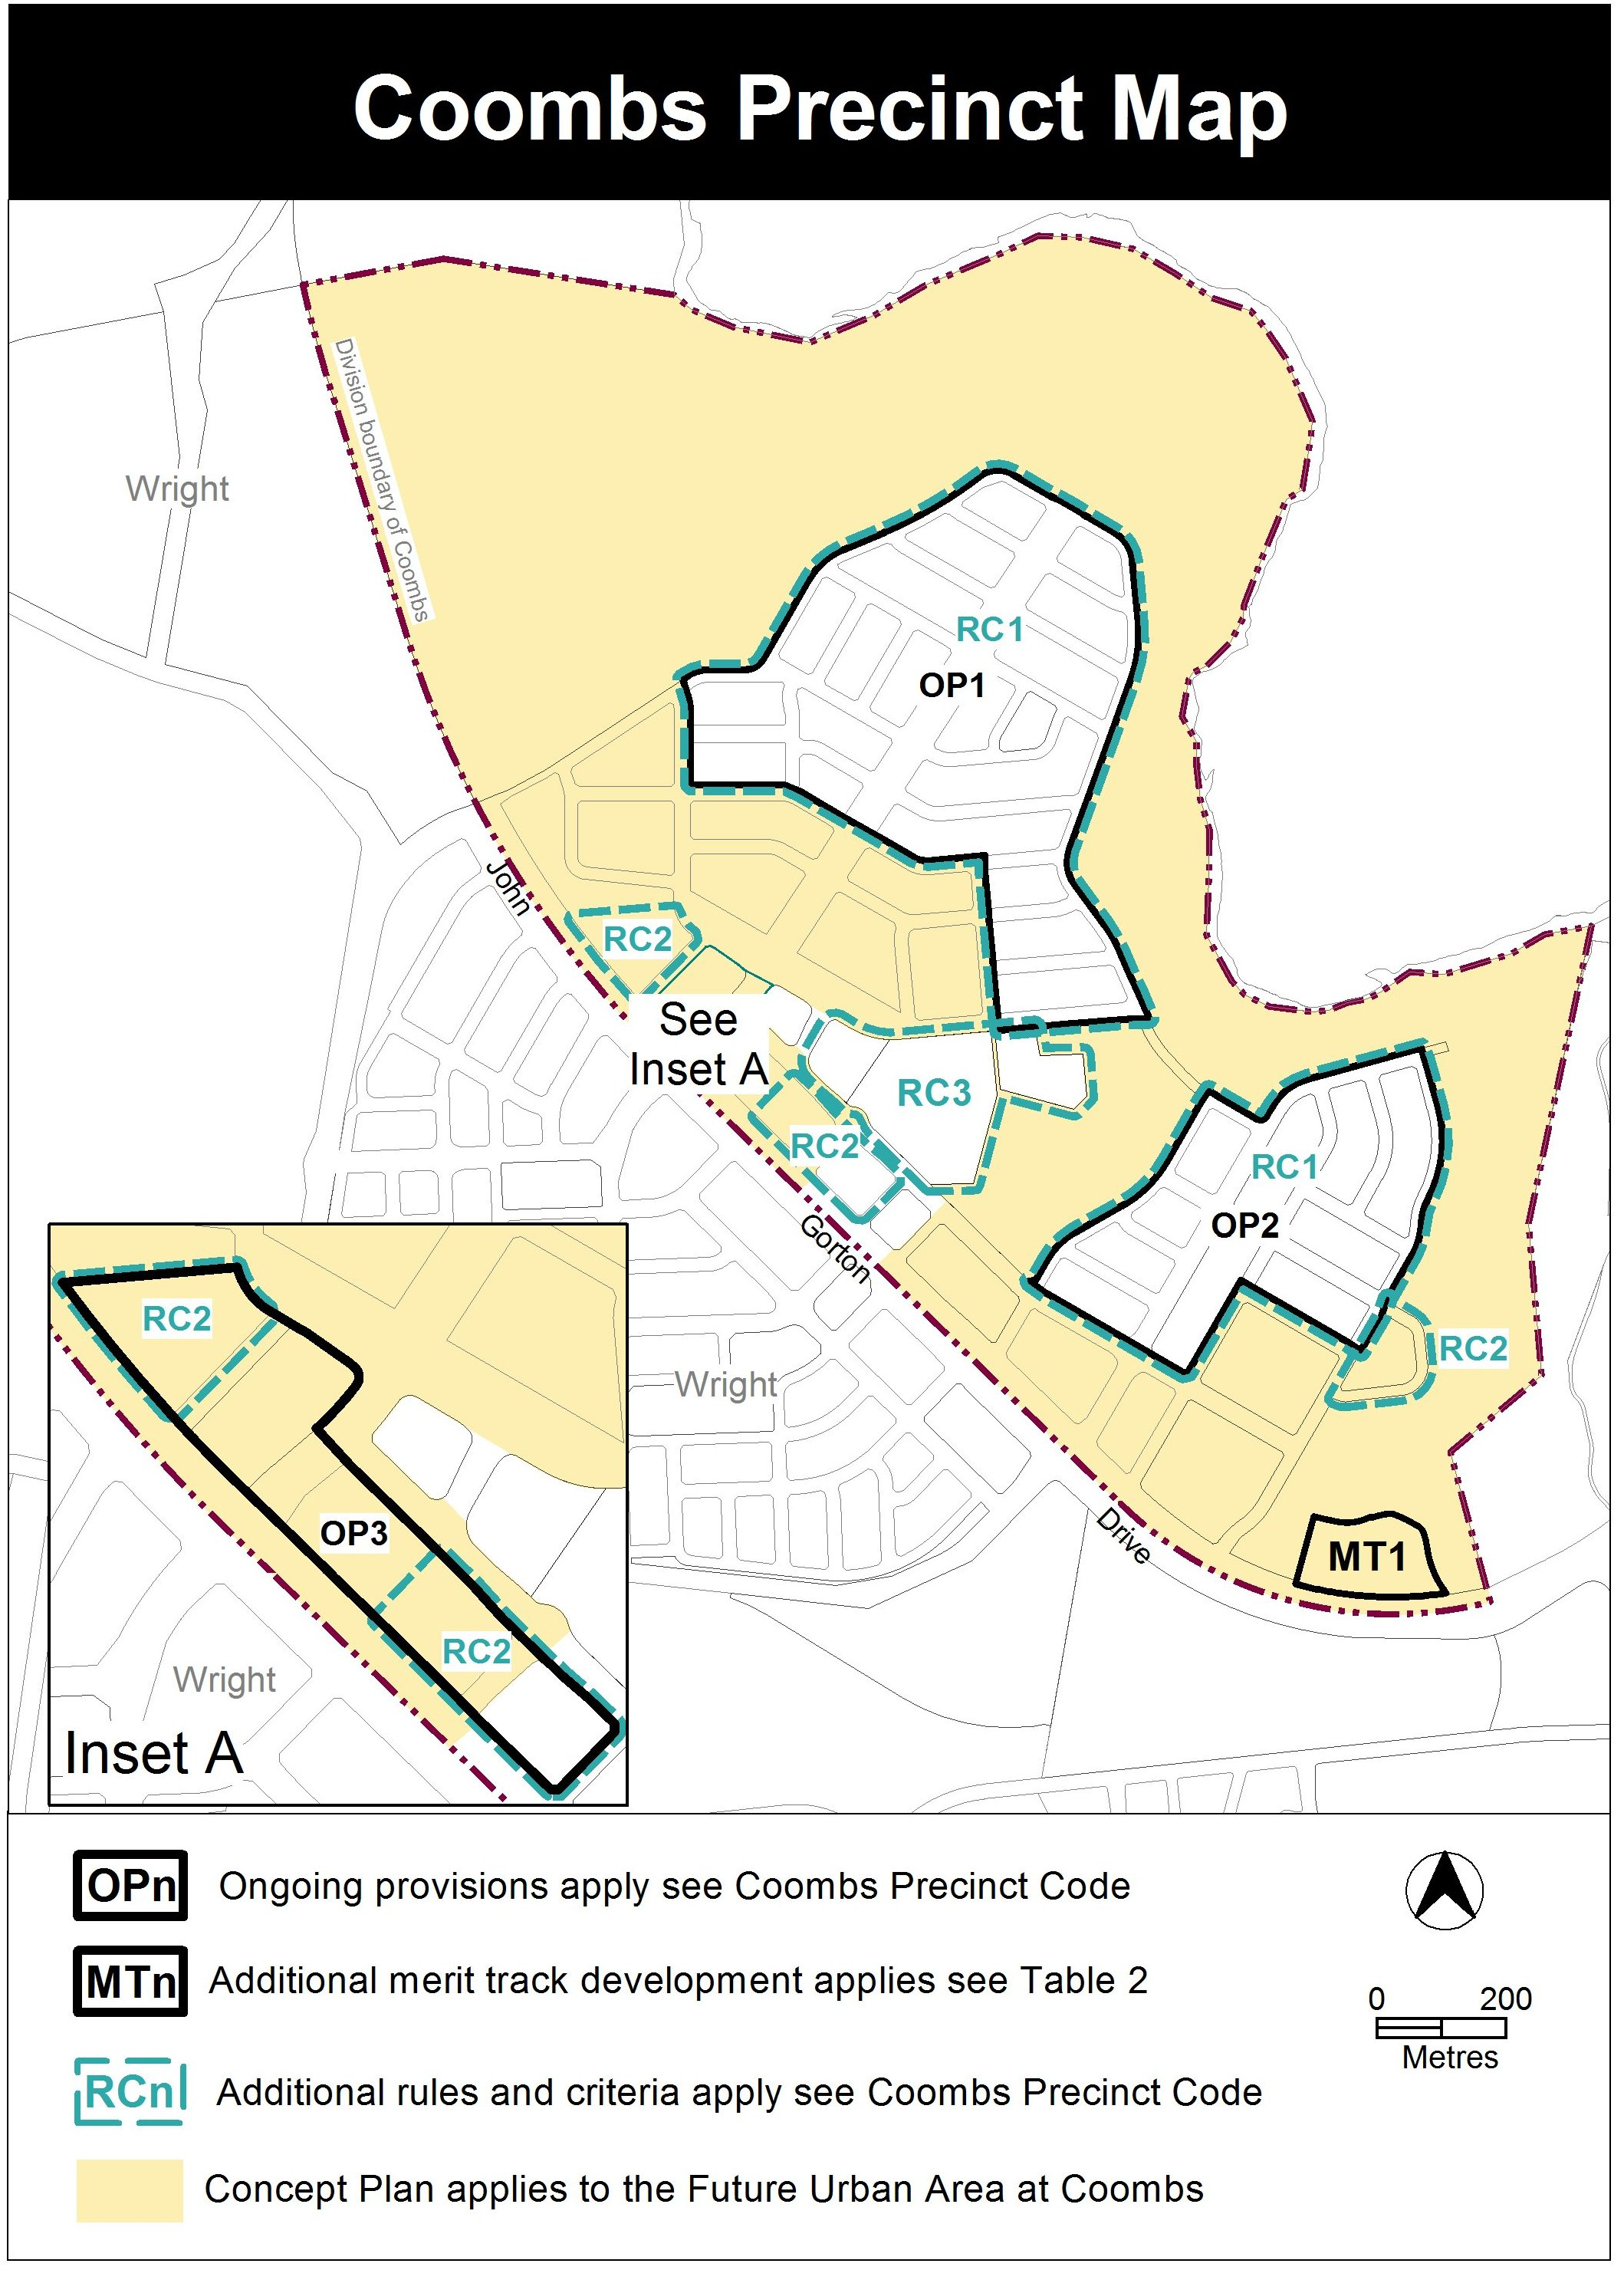 Coombs Precinct Map
Division boundary of Coombs
Wright
RC1
OP1
John
RC2
See
Inset A
RC3
RC2
RC1
OP2
Gorton
RC2
Wright
Drive
MT1
RC2
OP3
RC2
Wright
Inset A
OPn Ongoing provisions apply see Coombs Precinct Code
MTn Additional merit track development applies see Table 2
RCn Additional rules and criteria apply see Coombs Precinct Code
Concept Plan applies to the Future Urban Area at Coombs
0 200
Metres